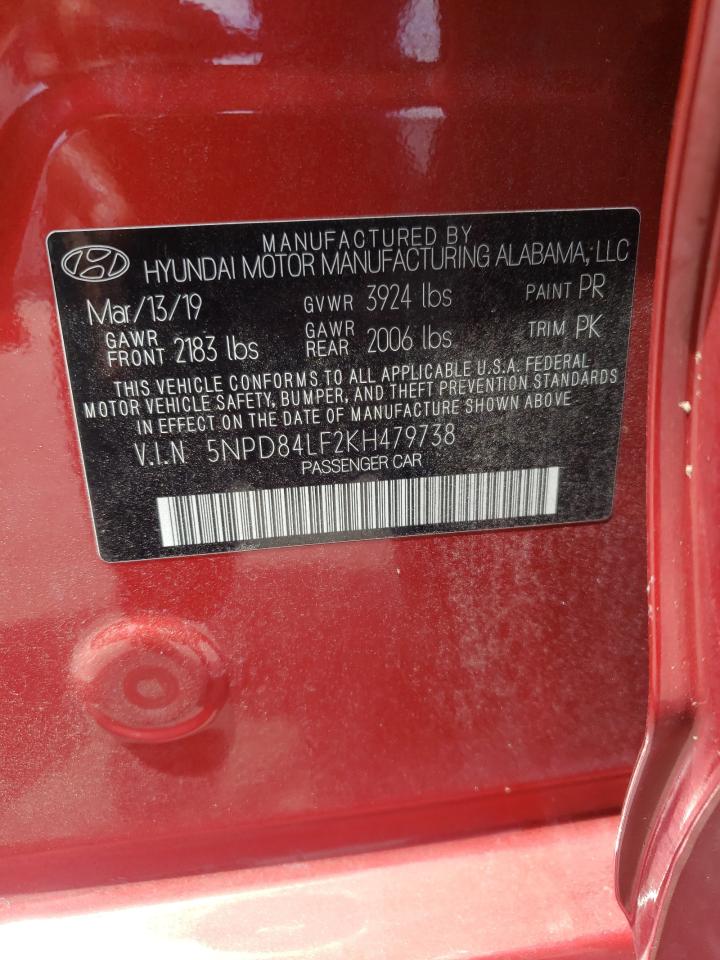 MANUFACTURED BY
HYUNDAI MOTOR MANUFACTURING ALABAMA, LLC
Mar/13/19 GVWR 3924 lbs PAINT PR
GAWR FRONT 2183 lbs GAWR REAR 2006 lbs TRIM PK
THIS VEHICLE CONFORMS TO ALL APPLICABLE U.S.A. FEDERAL
MOTOR VEHICLE SAFETY, BUMPER, AND THEFT PREVENTION STANDARDS
IN EFFECT ON THE DATE OF MANUFACTURE SHOWN ABOVE
V.I.N 5NPD84LF2KH479738
PASSENGER CAR